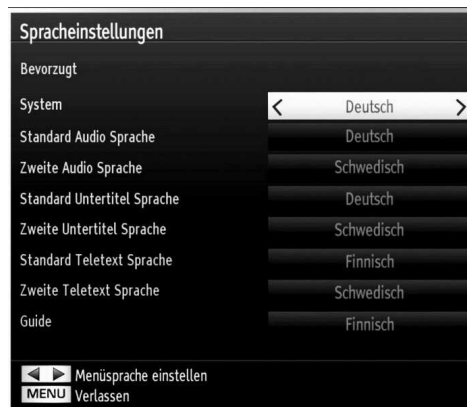 Spracheinstellungen
Bevorzugt
System < Deutsch >
Standard Audio Sprache Deutsch
Zweite Audio Sprache Schwedisch
Standard Untertitel Sprache Deutsch
Zweite Untertitel Sprache Schwedisch
Standard Teletext Sprache Finnisch
Zweite Teletext Sprache Schwedisch
Guide Finnisch
Menüsprache einstellen
MENU Verlassen